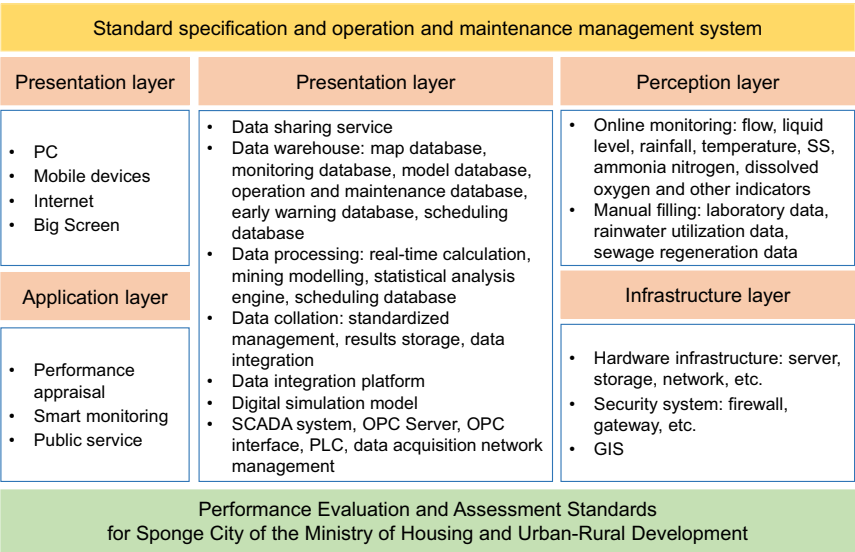 Standard specification and operation and maintenance management system
Presentation layer
• PC
• Mobile devices
• Internet
• Big Screen
Application layer
• Performance
appraisal
• Smart monitoring
• Public service
Presentation layer
• Data sharing service
• Data warehouse: map database,
monitoring database, model database,
operation and maintenance database,
early warning database, scheduling
database
• Data processing: real-time calculation,
mining modelling, statistical analysis
engine, scheduling database
• Data collation: standardized
management, results storage, data
integration
• Data integration platform
• Digital simulation model
• SCADA system, OPC Server, OPC
interface, PLC, data acquisition network
management
Perception layer
• Online monitoring: flow, liquid
level, rainfall, temperature, SS,
ammonia nitrogen, dissolved
oxygen and other indicators
• Manual filling: laboratory data,
rainwater utilization data,
sewage regeneration data
Infrastructure layer
• Hardware infrastructure: server,
storage, network, etc.
• Security system: firewall,
gateway, etc.
• GIS
Performance Evaluation and Assessment Standards
for Sponge City of the Ministry of Housing and Urban-Rural Development